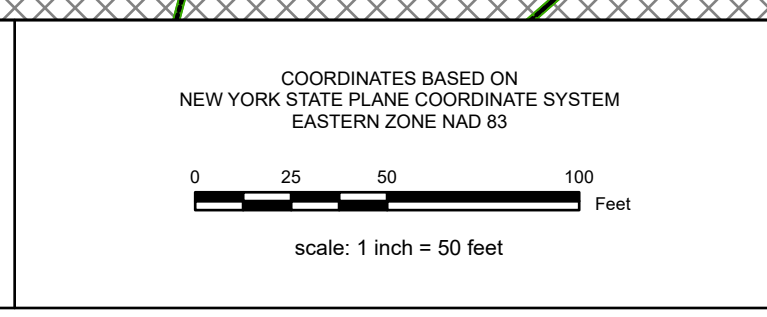 COORDINATES BASED ON
NEW YORK STATE PLANE COORDINATE SYSTEM
EASTERN ZONE NAD 83
0 25 50 100
Feet
scale: 1 inch = 50 feet